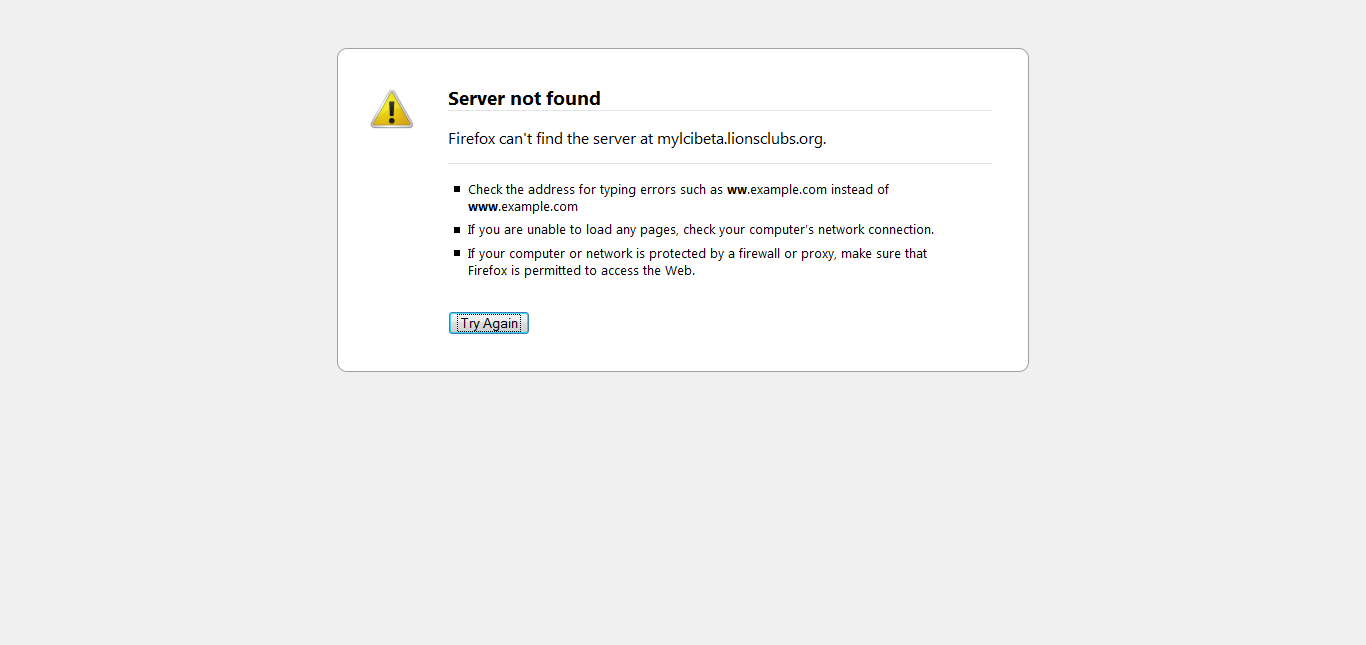 Server not found
Firefox can't find the server at mylcibeta.lionsclubs.org.
Check the address for typing errors such as ww.example.com instead of
www.example.com
If you are unable to load any pages, check your computer's network connection.
If your computer or network is protected by a firewall or proxy, make sure that
Firefox is permitted to access the Web.
Try Again